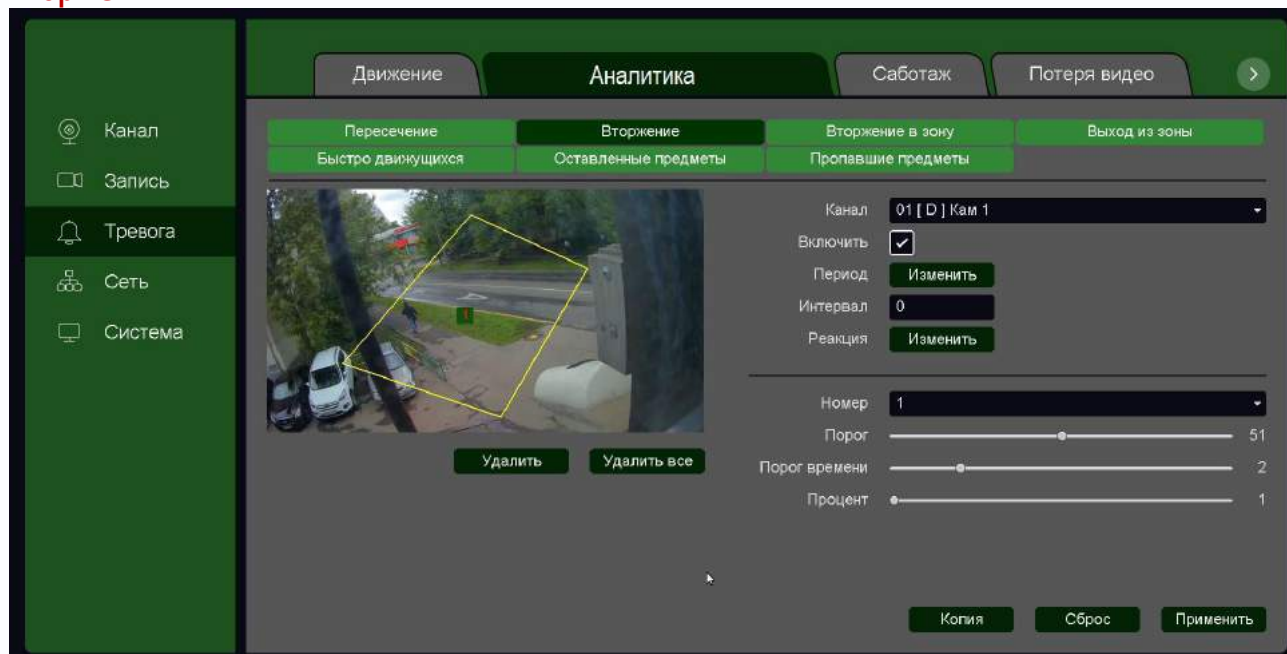 Движение Аналитика Саботаж Потеря видео >
Канал
Запись
Тревога
Сеть
Система
Пересечение Вторжение Вторжение в зону Выход из зоны
Быстро движущихся Оставленные предметы Пропавшие предметы
1
Удалить Удалить все
Канал 01 [ D ] Кам 1
Включить
Период Изменить
Интервал 0
Реакция Изменить
Номер 1
Порог 51
Порог времени 2
Процент 1
Копия Сброс Применить